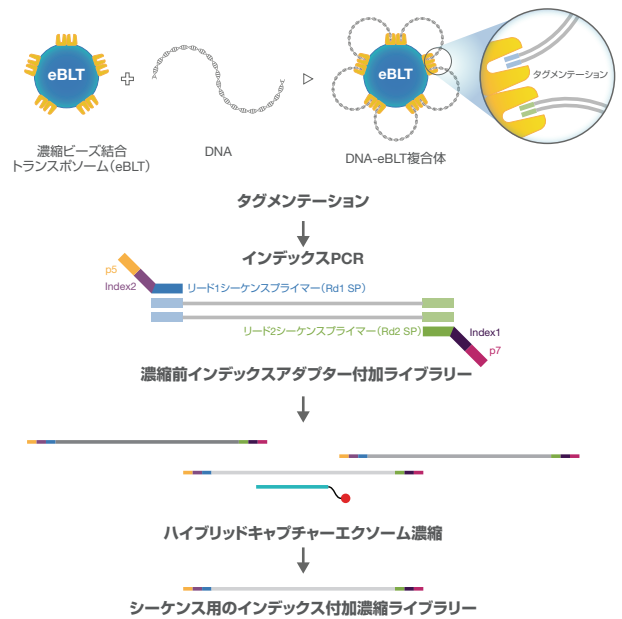 eBLT
eBLT
タグメンテーション
濃縮ビーズ結合
トランスポソーム(eBLT)
DNA
DNA-eBLT複合体
タグメンテーション
インデックスPCR
p5
Index2
リード1シーケンスプライマー(Rd1 SP)
リード2シーケンスプライマー(Rd2 SP)
Index1
p7
濃縮前インデックスアダプター付加ライブラリー
ハイブリッドキャプチャーエクソーム濃縮
シーケンス用のインデックス付加濃縮ライブラリー